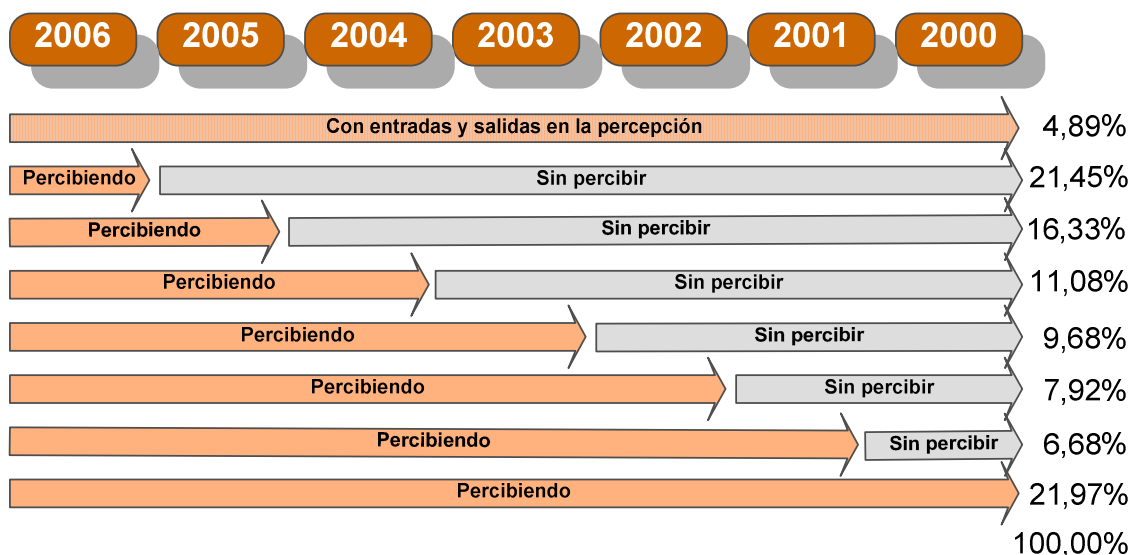 2006 2005 2004 2003 2002 2001 2000
Con entradas y salidas en la percepción 4,89%
Percibiendo Sin percibir 21,45%
Percibiendo Sin percibir 16,33%
Percibiendo Sin percibir 11,08%
Percibiendo Sin percibir 9,68%
Percibiendo Sin percibir 7,92%
Percibiendo Sin percibir 6,68%
Percibiendo 21,97%
100,00%